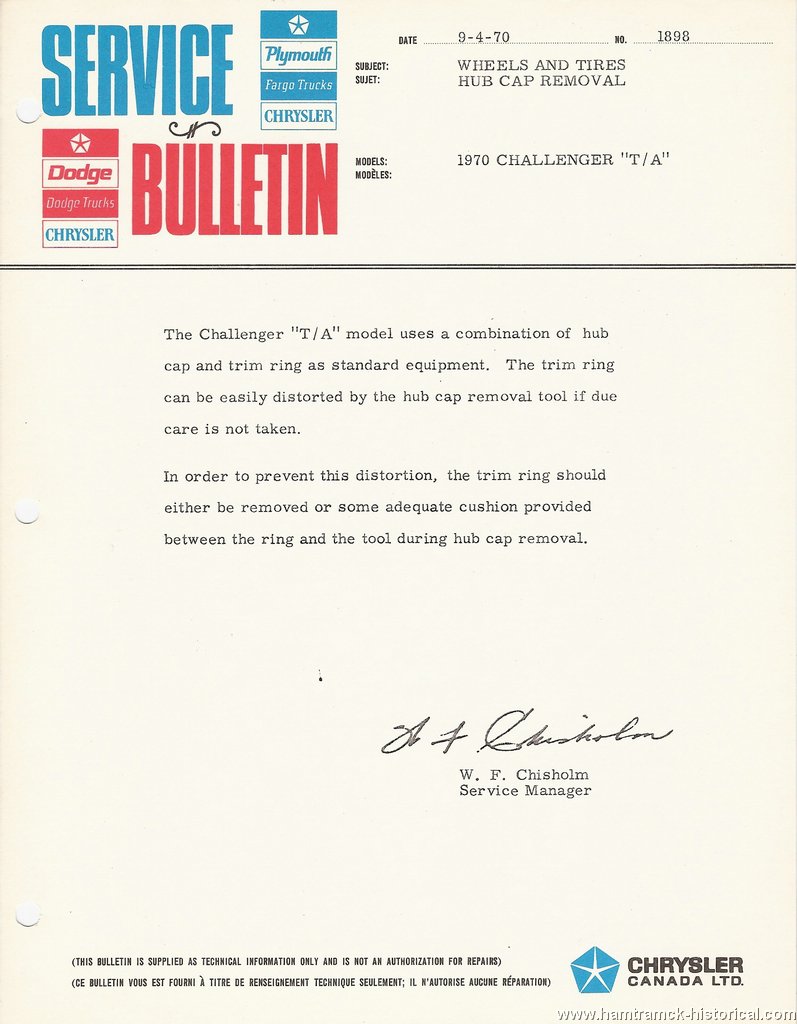 SERVICE
BULLETIN
Plymouth
Fargo Trucks
CHRYSLER
Dodge
Dodge Trucks
CHRYSLER
DATE 9-4-70 NO. 1898
SUBJECT: WHEELS AND TIRES
SUJET: HUB CAP REMOVAL
MODELS: 1970 CHALLENGER "T/A"
MODÈLES:
The Challenger "T/A" model uses a combination of hub
cap and trim ring as standard equipment. The trim ring
can be easily distorted by the hub cap removal tool if due
care is not taken.
In order to prevent this distortion, the trim ring should
either be removed or some adequate cushion provided
between the ring and the tool during hub cap removal.
W F Chisholm
W. F. Chisholm
Service Manager
(THIS BULLETIN IS SUPPLIED AS TECHNICAL INFORMATION ONLY AND IS NOT AN AUTHORIZATION FOR REPAIRS)
(CE BULLETIN VOUS EST FOURNI À TITRE DE RENSEIGNEMENT TECHNIQUE SEULEMENT; IL N'AUTORISE AUCUNE RÉPARATION)
CHRYSLER
CANADA LTD.
www.hamtramck-historical.com